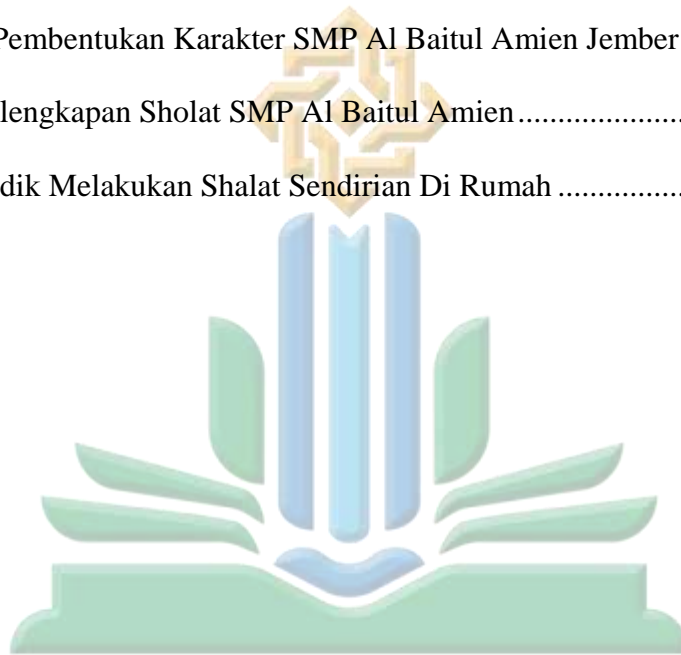 Pembentukan Karakter SMP Al Baitul Amien Jember
lengkapan Sholat SMP Al Baitul Amien.....................
dik Melakukan Shalat Sendirian Di Rumah................